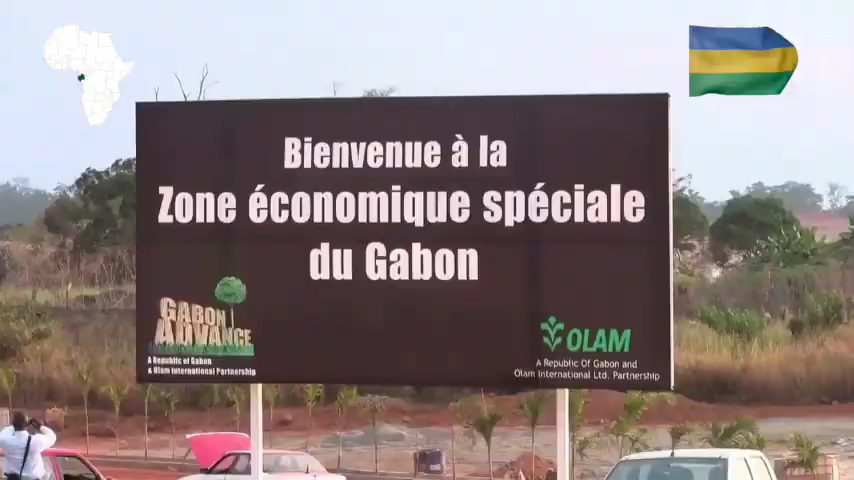 Bienvenue à la
Zone économique spéciale
du Gabon
GABON
ADVANCE
A Republic of Gabon
& Olam International Partnership
OLAM
A Republic Of Gabon and
Olam International Ltd. Partnership